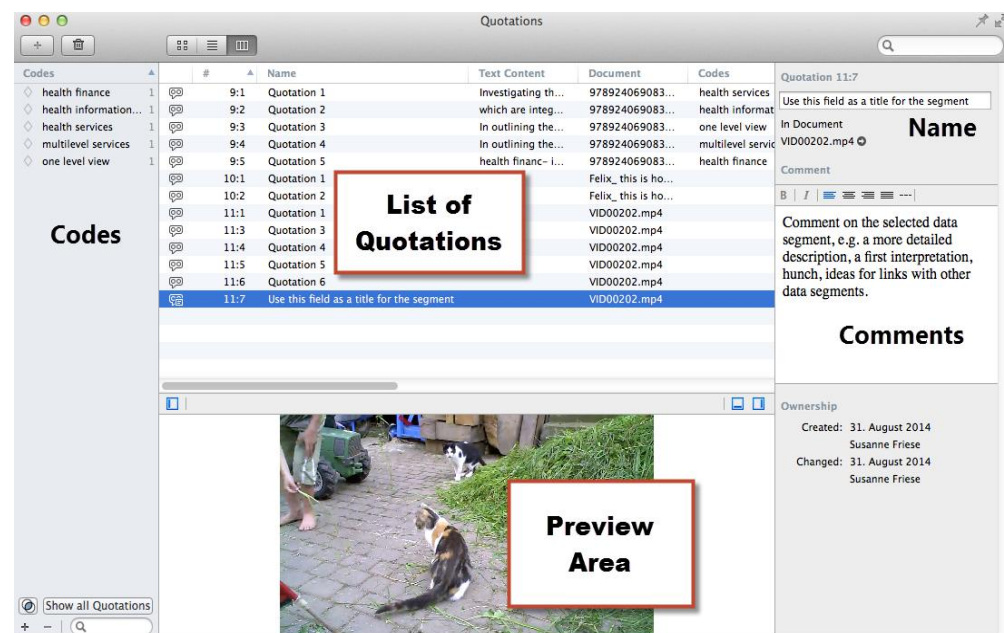 Quotations
Codes
health finance 1
health information... 1
health services 1
multilevel services 1
one level view 1
Codes
Show all Quotations
# Name Text Content Document Codes
9:1 Quotation 1 Investigating th... 978924069083... health services
9:2 Quotation 2 which are integ... 978924069083... health informat
9:3 Quotation 3 In outlining the... 978924069083... one level view
9:4 Quotation 4 In outlining the... 978924069083... multilevel servic
9:5 Quotation 5 health financ- i... 978924069083... health finance
10:1 Quotation 1 Felix_ this is ho...
10:2 Quotation 2 Felix_ this is ho...
11:1 Quotation 1 VID00202.mp4
11:3 Quotation 3 VID00202.mp4
11:4 Quotation 4 VID00202.mp4
11:5 Quotation 5 VID00202.mp4
11:6 Quotation 6 VID00202.mp4
11:7 Use this field as a title for the segment VID00202.mp4
List of
Quotations
Preview
Area
Quotation 11:7
Use this field as a title for the segment
In Document
VID00202.mp4
Name
Comment
B I
Comment on the selected data
segment, e.g. a more detailed
description, a first interpretation,
hunch, ideas for links with other
data segments.
Comments
Ownership
Created: 31. August 2014
Susanne Friese
Changed: 31. August 2014
Susanne Friese